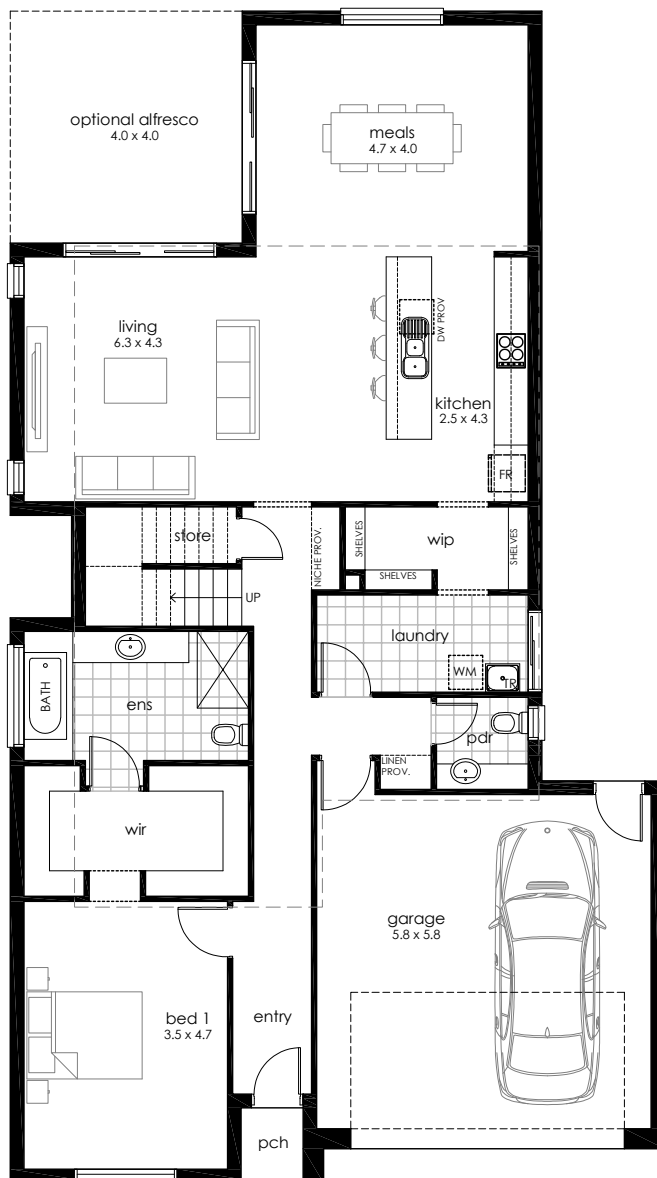 optional alfresco
4.0 x 4.0
meals
4.7 x 4.0
living
6.3 x 4.3
DW PROV
kitchen
2.5 x 4.3
FR
store
NICHE PROV.
SHELVES
wip
SHELVES
SHELVES
UP
laundry
WM
TR
BATH
ens
pdr
LINEN
PROV.
wir
garage
5.8 x 5.8
bed 1
3.5 x 4.7
entry
pch